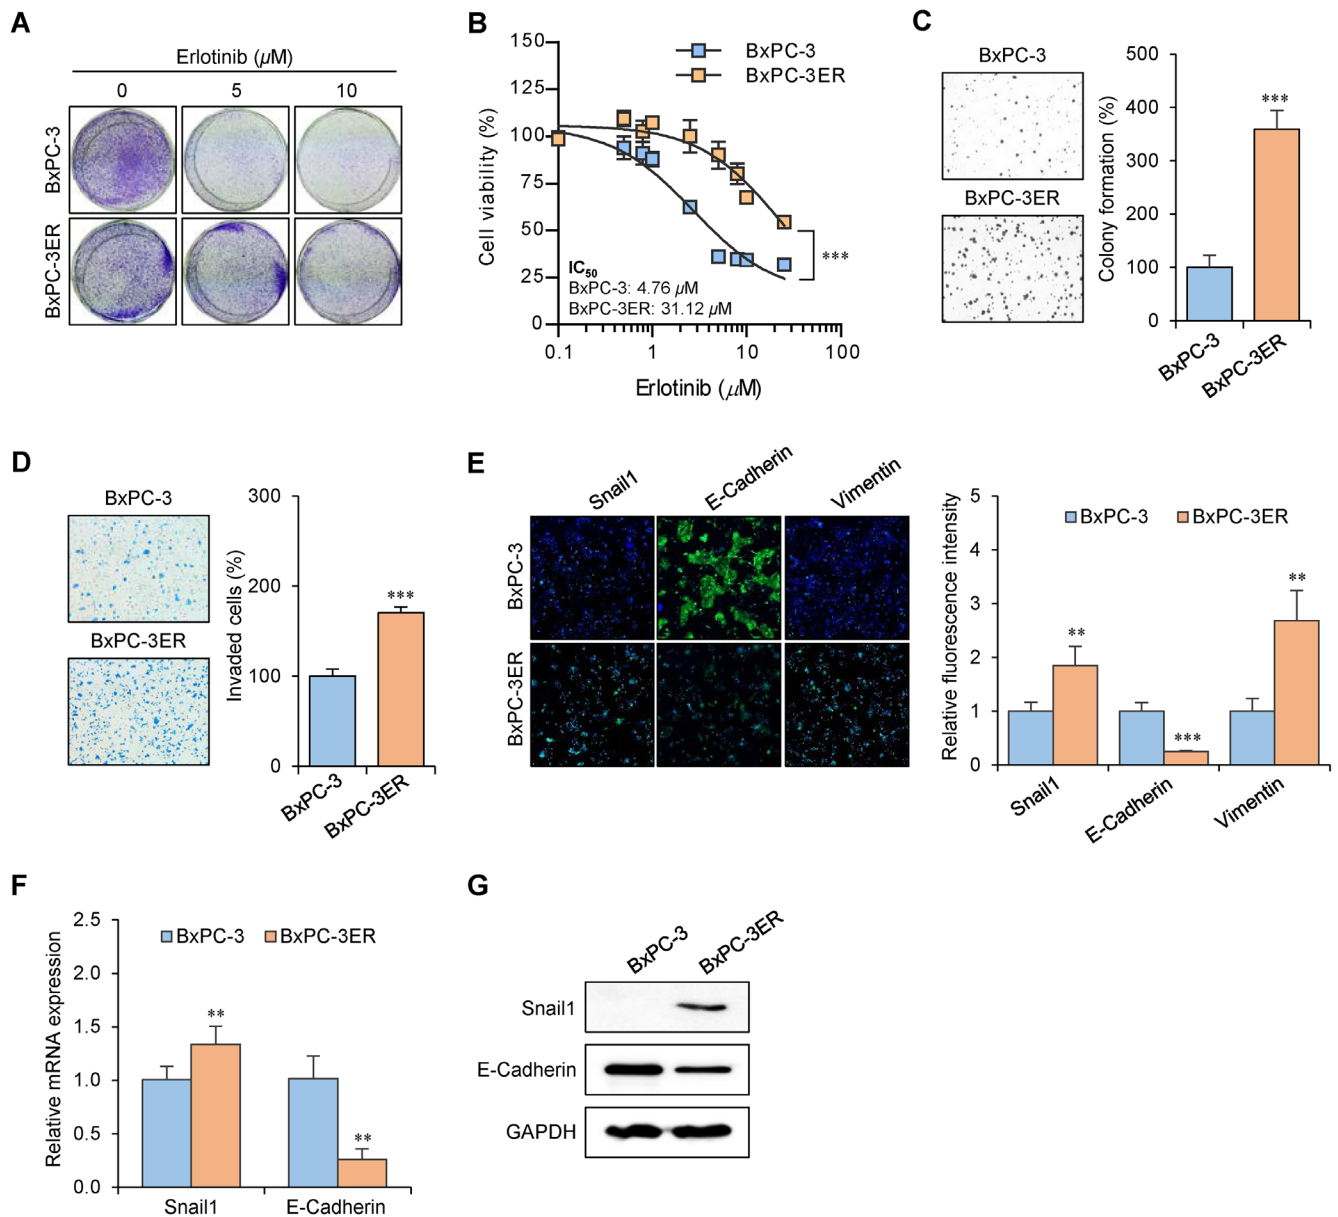 A
Erlotinib (µM)
0 5 10
BxPC-3
BxPC-3ER
B
150
125
100
75
50
25
0
Cell viability (%)
BxPC-3
BxPC-3ER
***
IC50
BxPC-3: 4.76 µM
BxPC-3ER: 31.12 µM
0.1 1 10 100
Erlotinib (µM)
C
BxPC-3
BxPC-3ER
500
400
300
200
100
0
Colony formation (%)
***
BxPC-3
BxPC-3ER
D
BxPC-3
BxPC-3ER
300
200
100
0
Invaded cells (%)
***
BxPC-3
BxPC-3ER
E
Snail1
E-Cadherin
Vimentin
BxPC-3
BxPC-3ER
5
4
3
2
1
0
Relative fluorescence intensity
BxPC-3 BxPC-3ER
**
***
**
Snail1
E-Cadherin
Vimentin
F
2.5
2.0
1.5
1.0
0.5
0.0
Relative mRNA expression
BxPC-3 BxPC-3ER
**
**
Snail1 E-Cadherin
G
BxPC-3
BxPC-3ER
Snail1
E-Cadherin
GAPDH